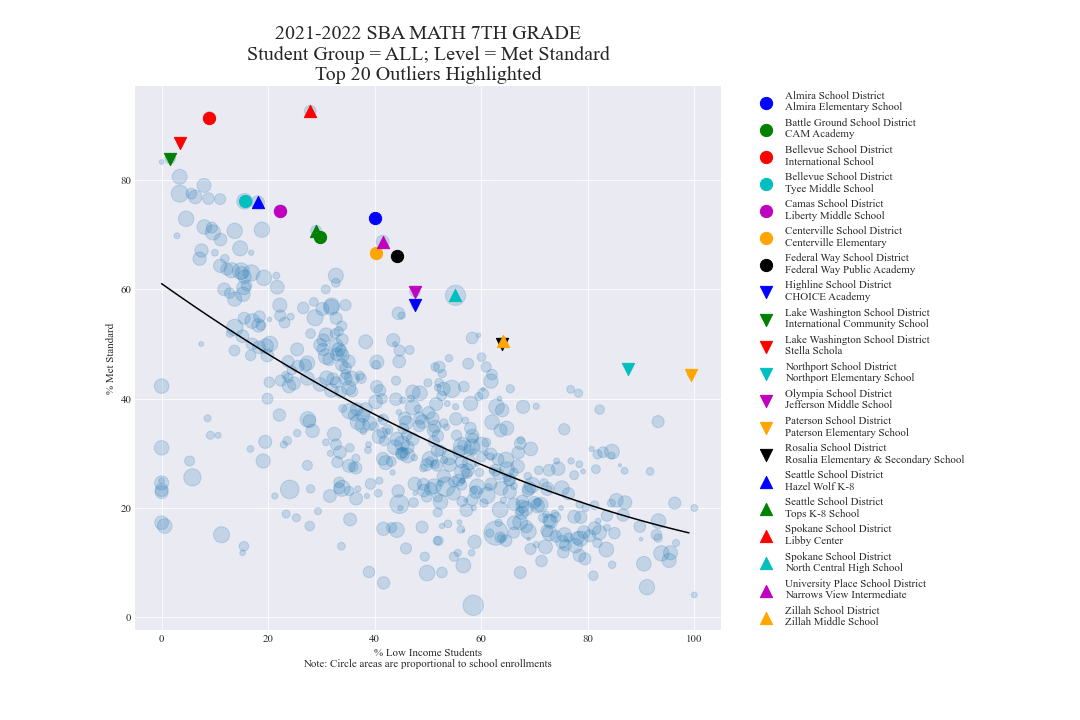 2021-2022 SBA MATH 7TH GRADE
Student Group = ALL; Level = Met Standard
Top 20 Outliers Highlighted
% Met Standard
80
60
40
20
0
0 20 40 60 80 100
% Low Income Students
Note: Circle areas are proportional to school enrollments
Almira School District
Almira Elementary School
Battle Ground School District
CAM Academy
Bellevue School District
International School
Bellevue School District
Tyee Middle School
Camas School District
Liberty Middle School
Centerville School District
Centerville Elementary
Federal Way School District
Federal Way Public Academy
Highline School District
CHOICE Academy
Lake Washington School District
International Community School
Lake Washington School District
Stella Schola
Northport School District
Northport Elementary School
Olympia School District
Jefferson Middle School
Paterson School District
Paterson Elementary School
Rosalia School District
Rosalia Elementary & Secondary School
Seattle School District
Hazel Wolf K-8
Seattle School District
Tops K-8 School
Spokane School District
Libby Center
Spokane School District
North Central High School
University Place School District
Narrows View Intermediate
Zillah School District
Zillah Middle School